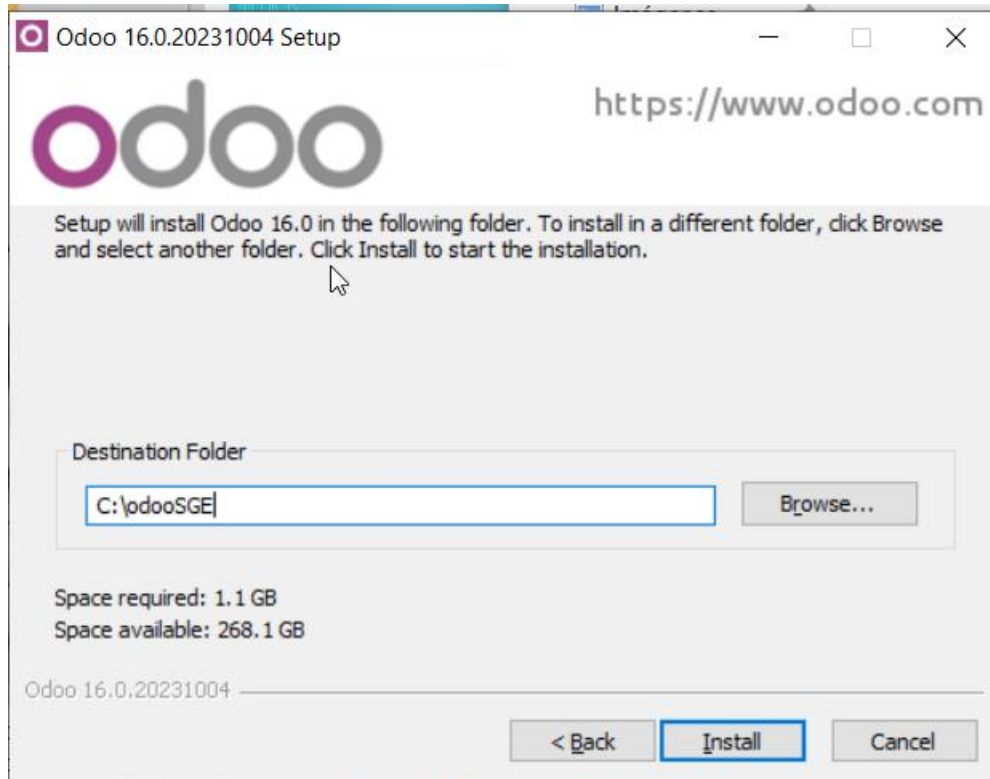 Odoo 16.0.20231004 Setup
odoo
https://www.odoo.com
Setup will install Odoo 16.0 in the following folder. To install in a different folder, click Browse
and select another folder. Click Install to start the installation.
Destination Folder
C:\odooSGE
Browse...
Space required: 1.1 GB
Space available: 268.1 GB
Odoo 16.0.20231004
< Back
Install
Cancel